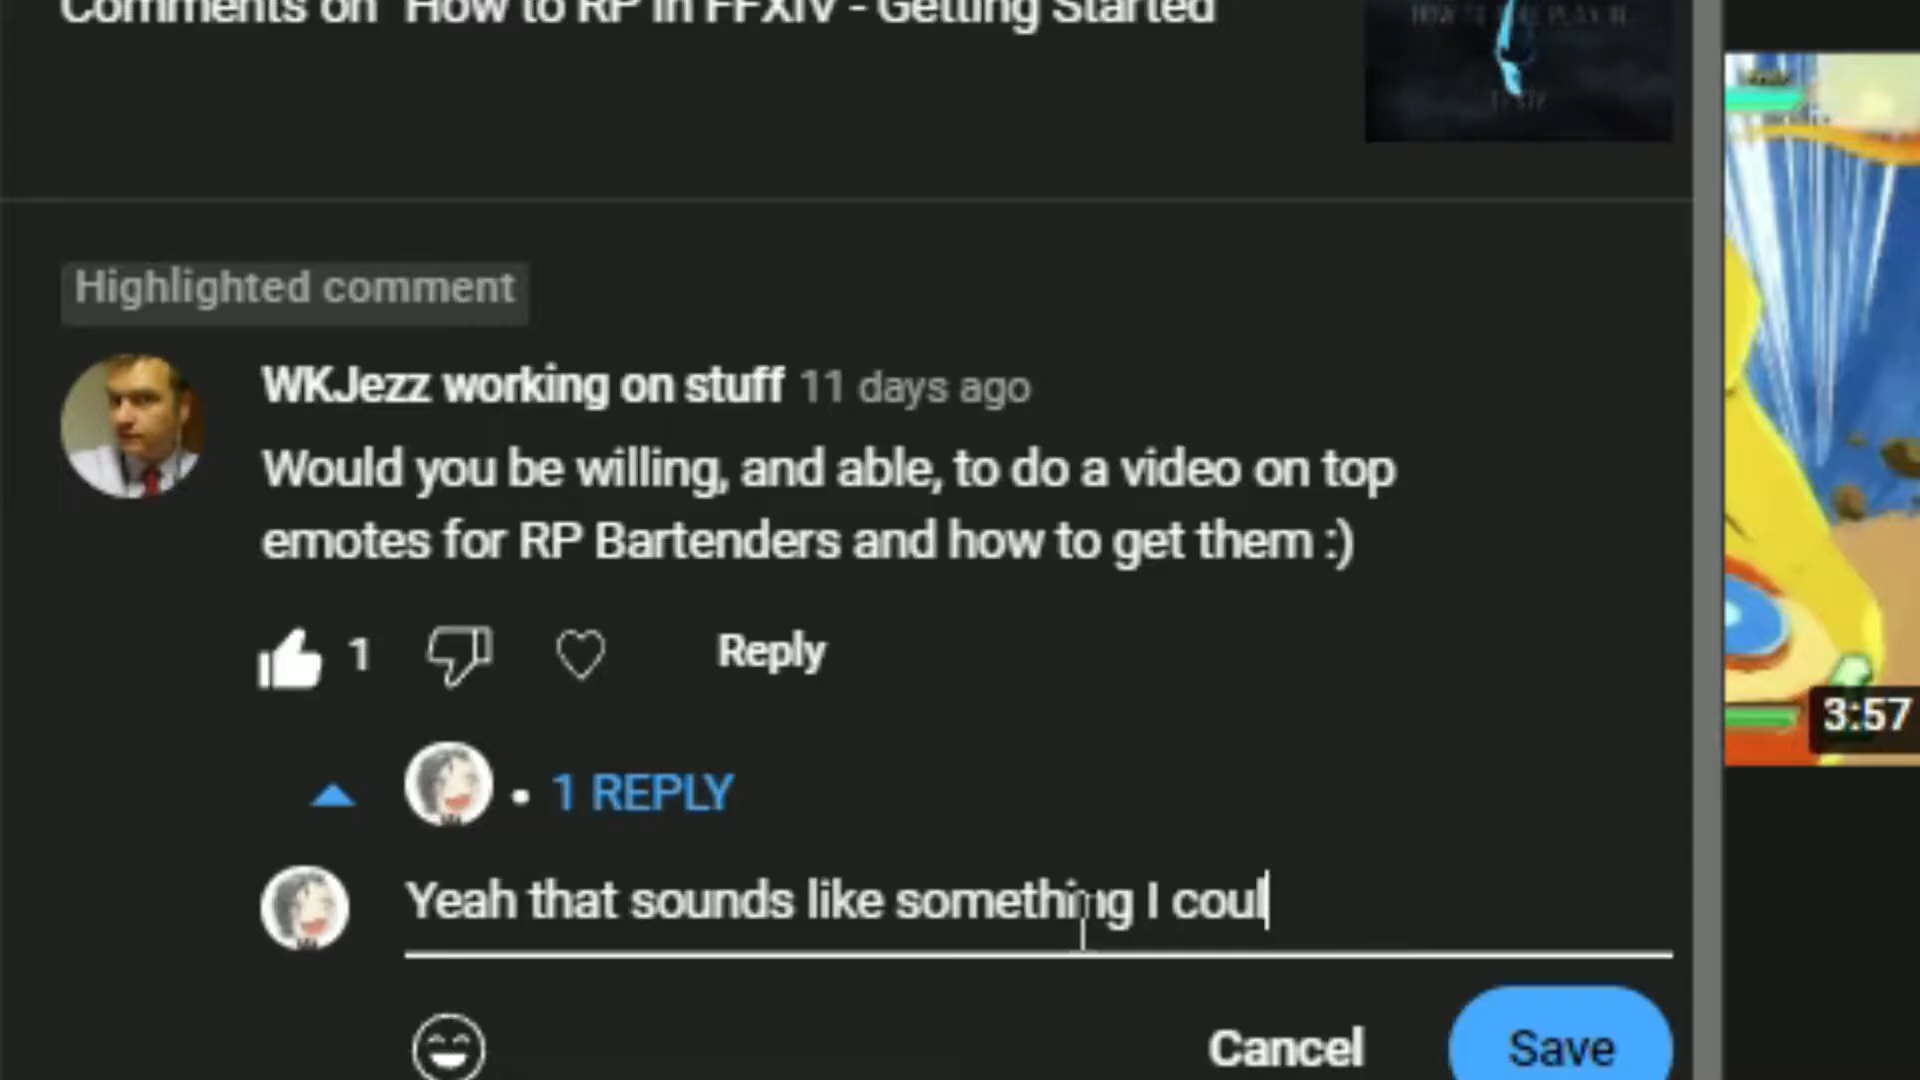 Comments on "How to RP in FFXIV - Getting Started
Highlighted comment
WKJezz working on stuff 11 days ago
Would you be willing, and able, to do a video on top
emotes for RP Bartenders and how to get them :)
1
Reply
• 1 REPLY
Yeah that sounds like something I coul
Cancel
Save
3:57